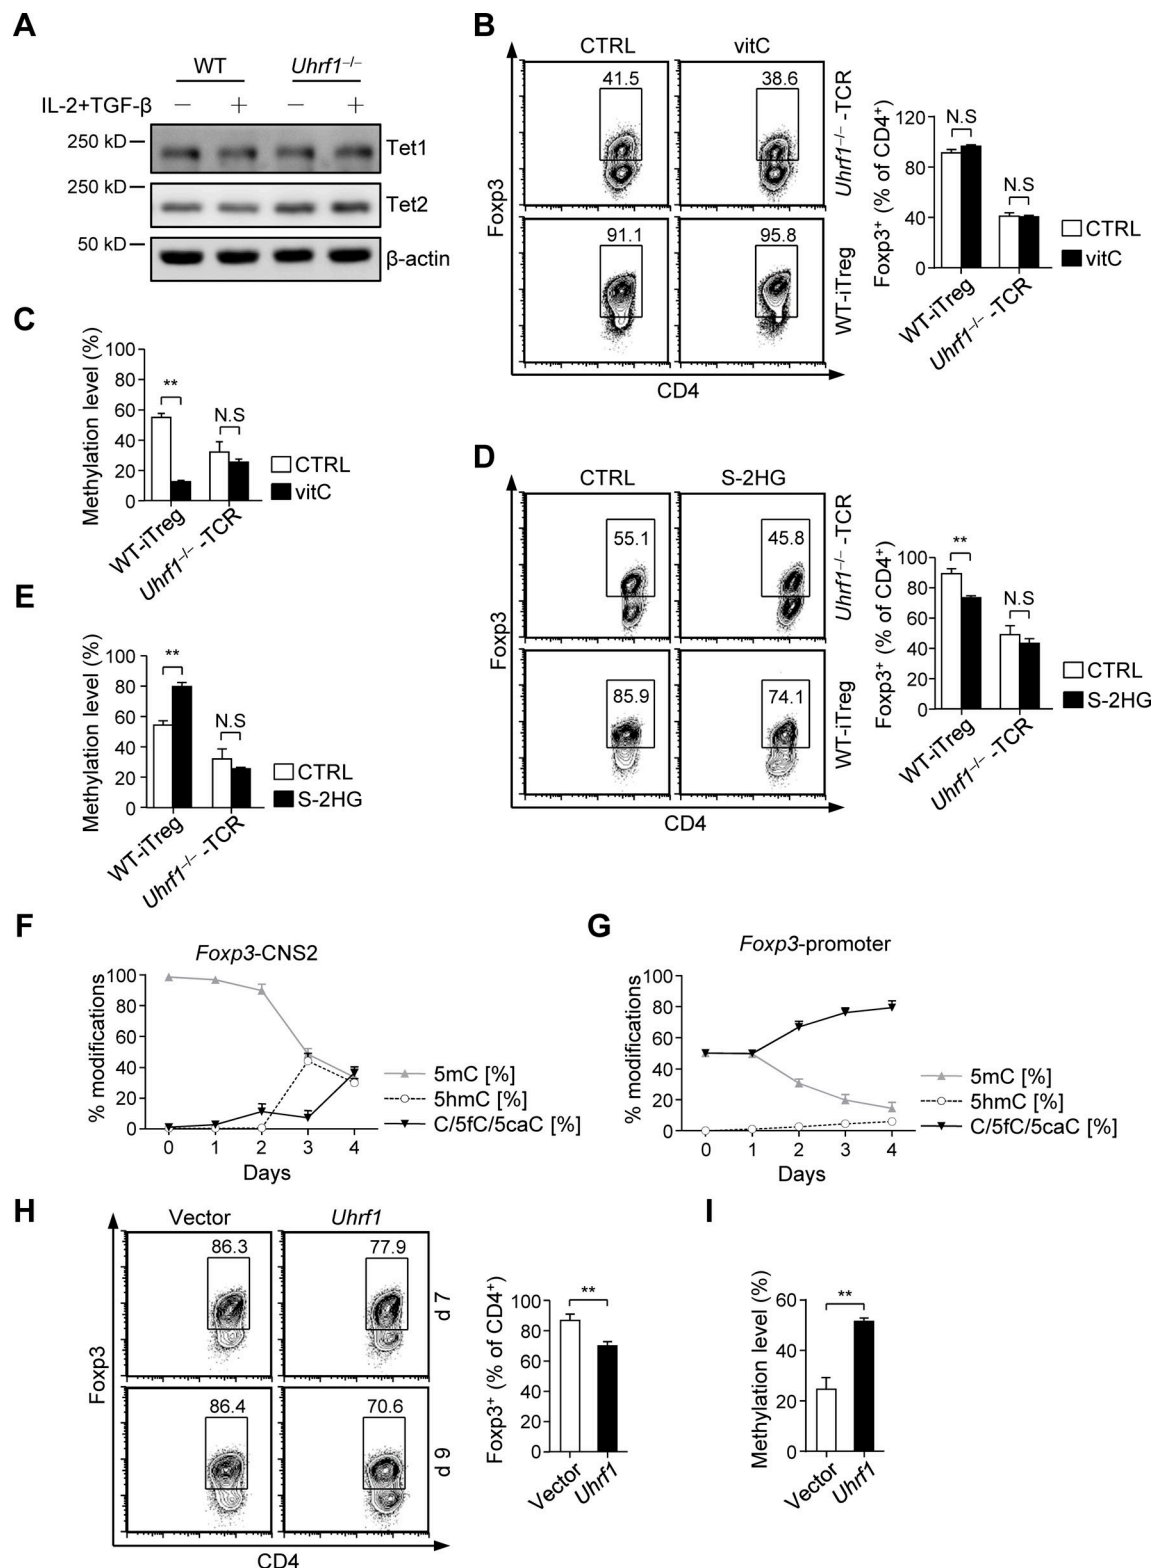 A
WT
Uhrf1–/–
IL-2+TGF-β
–
+
–
+
250 kD
Tet1
250 kD
Tet2
50 kD
β-actin
B
CTRL
vitC
41.5
38.6
Uhrf1–/– -TCR
91.1
95.8
WT-iTreg
Foxp3
CD4
Foxp3+ (% of CD4+)
120
80
40
0
N.S
N.S
CTRL
vitC
WT-iTreg
Uhrf1–/– -TCR
C
Methylation level (%)
100
80
60
40
20
0
**
N.S
CTRL
vitC
WT-iTreg
Uhrf1–/– -TCR
D
CTRL
S-2HG
55.1
45.8
Uhrf1–/– -TCR
85.9
74.1
WT-iTreg
Foxp3
CD4
Foxp3+ (% of CD4+)
100
80
60
40
20
0
**
N.S
CTRL
S-2HG
WT-iTreg
Uhrf1–/– -TCR
E
Methylation level (%)
100
80
60
40
20
0
**
N.S
CTRL
S-2HG
WT-iTreg
Uhrf1–/– -TCR
F
Foxp3-CNS2
% modifications
100
80
60
40
20
0
0 1 2 3 4
Days
5mC [%]
5hmC [%]
C/5fC/5caC [%]
G
Foxp3-promoter
% modifications
100
80
60
40
20
0
0 1 2 3 4
Days
5mC [%]
5hmC [%]
C/5fC/5caC [%]
H
Vector
Uhrf1
86.3
77.9
d 7
86.4
70.6
d 9
Foxp3
CD4
Foxp3+ (% of CD4+)
100
80
60
40
20
0
**
Vector
Uhrf1
I
Methylation level (%)
60
40
20
0
**
Vector
Uhrf1